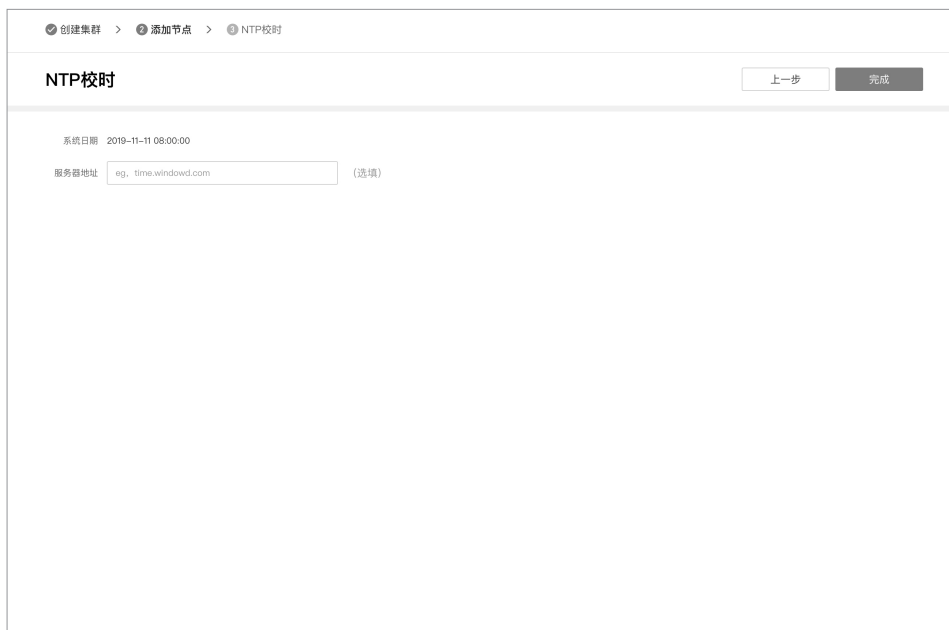 创建集群 > 2 添加节点 > 3 NTP校时
NTP校时
上一步 完成
系统日期 2019-11-11 08:00:00
服务器地址 eg，time.windowd.com (选填)